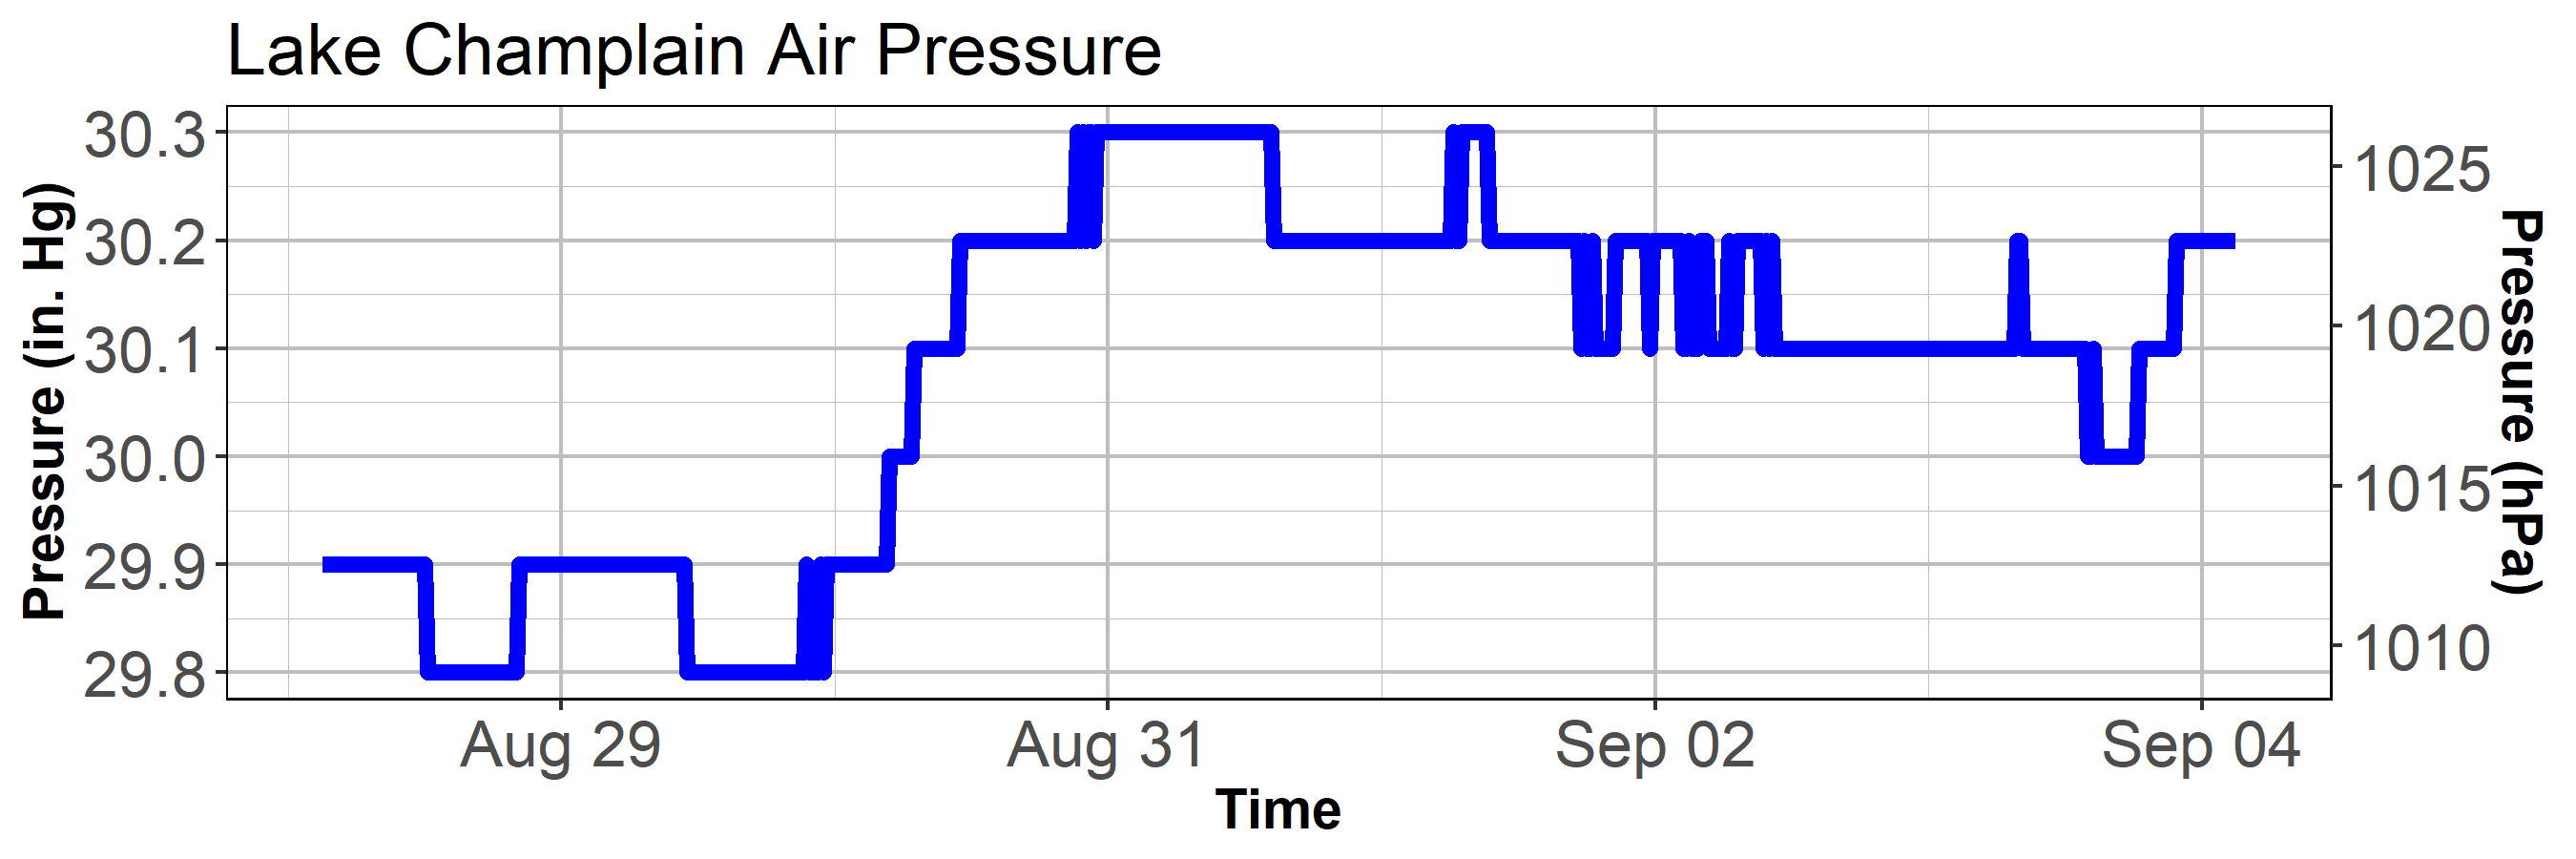 Lake Champlain Air Pressure
Pressure (in. Hg)
30.3
30.2
30.1
30.0
29.9
29.8
1025
1020
1015
1010
Pressure (hPa)
Aug 29 Aug 31 Sep 02 Sep 04
Time